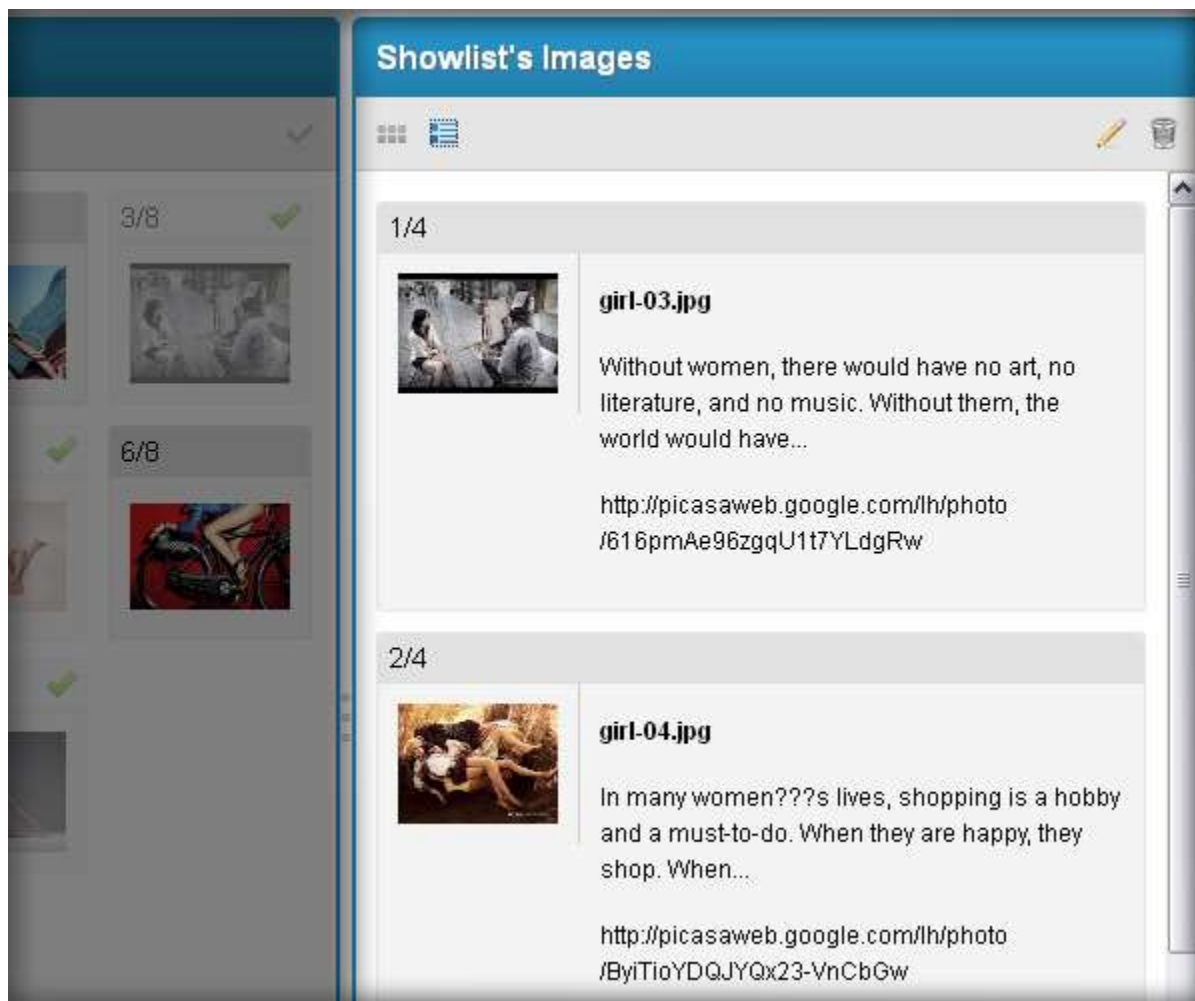 Showlist's Images
3/8
6/8
1/4
girl-03.jpg
Without women, there would have no art, no
literature, and no music. Without them, the
world would have...
http://picasaweb.google.com/lh/photo
/616pmAe96zgqU1t7YLdgRw
2/4
girl-04.jpg
In many women???s lives, shopping is a hobby
and a must-to-do. When they are happy, they
shop. When...
http://picasaweb.google.com/lh/photo
/ByiTioYDQJYQx23-VnCbGw